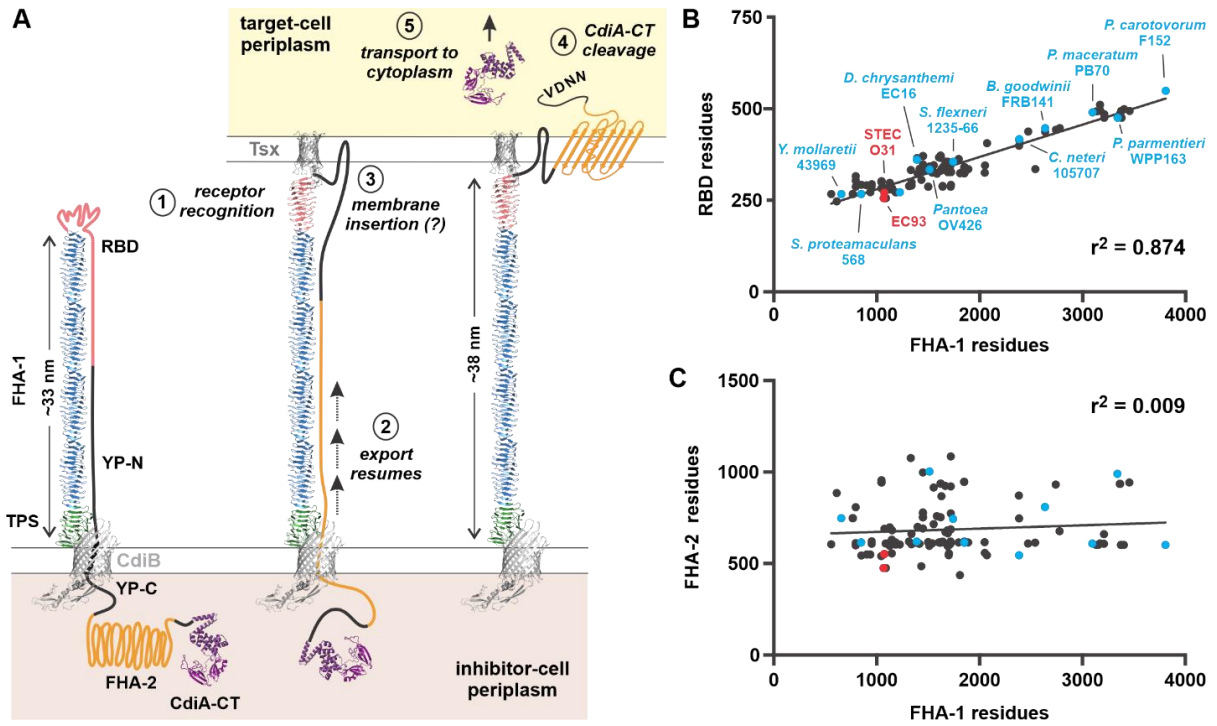 A
target-cell
periplasm
5
transport to
cytoplasm
4
CdiA-CT
cleavage
VDNN
Tsx
1
receptor
recognition
3
membrane
insertion (?)
RBD
FHA-1
~33 nm
~38 nm
YP-N
2
export
resumes
TPS
CdiB
YP-C
FHA-2
CdiA-CT
inhibitor-cell
periplasm
B
RBD residues
750
500
250
0
0
1000
2000
3000
4000
FHA-1 residues
P. carotovorum
F152
P. maceratum
PB70
D. chrysanthemi
EC16
B. goodwinii
FRB141
S. flexneri
1235-66
STEC
O31
Y. mollaretii
43969
P. parmentieri
WPP163
C. neteri
105707
Pantoea
OV426
EC93
S. proteamaculans
568
r2 = 0.874
C
FHA-2 residues
1500
1000
500
0
0
1000
2000
3000
4000
FHA-1 residues
r2 = 0.009